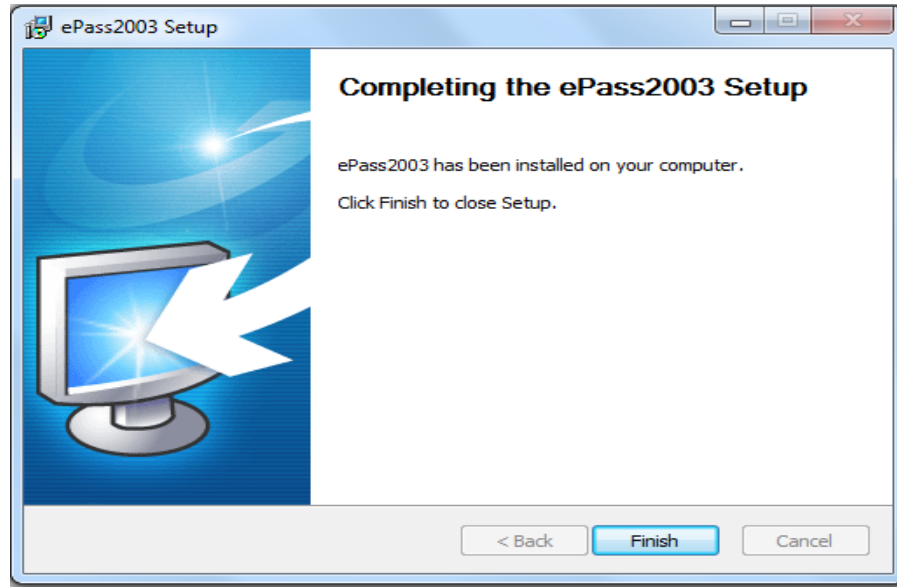 ePass2003 Setup
Completing the ePass2003 Setup
ePass2003 has been installed on your computer.
Click Finish to close Setup.
< Back
Finish
Cancel